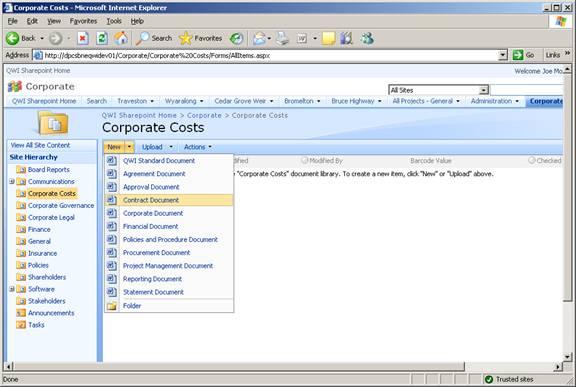 Corporate Costs - Microsoft Internet Explorer
File Edit View Favorites Tools Help
Back Search Favorites
Address http://dpcsbneqwidev01/Corporate/Corporate%20Costs/Forms/AllItems.aspx Go Links
QWI Sharepoint Home Welcome Joe Mo
Corporate All Sites
QWI Sharepoint Home Search Traveston Wyaralong Cedar Grove Weir Bromelton Bruce Highway All Projects - General Administration Corporate
QWI Sharepoint Home > Corporate > Corporate Costs
Corporate Costs
View All Site Content
New Upload Actions
Site Hierarchy
Board Reports
Communications
Corporate Costs
Corporate Governance
Corporate Legal
Finance
General
Insurance
Policies
Shareholders
Software
Stakeholders
Announcements
Tasks
QWI Standard Document
Agreement Document
Approval Document
Contract Document
Corporate Document
Financial Document
Policies and Procedure Document
Procurement Document
Project Management Document
Reporting Document
Statement Document
Folder
ified Modified By Barcode Value Checked
e "Corporate Costs" document library. To create a new item, click "New" or "Upload" above.
Done Trusted sites